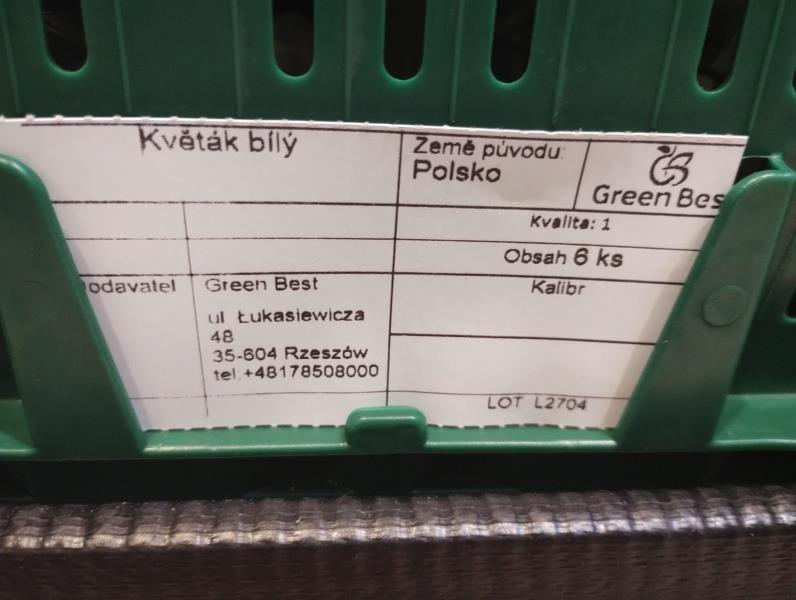 Květák bílý
Země původu:
Polsko
Green Bes
Kvalita: 1
Obsah 6 ks
odavatel
Green Best
Kalibr
ul Łukasiewicza
48
35-604 Rzeszów
tel.+48178508000
LOT L2704